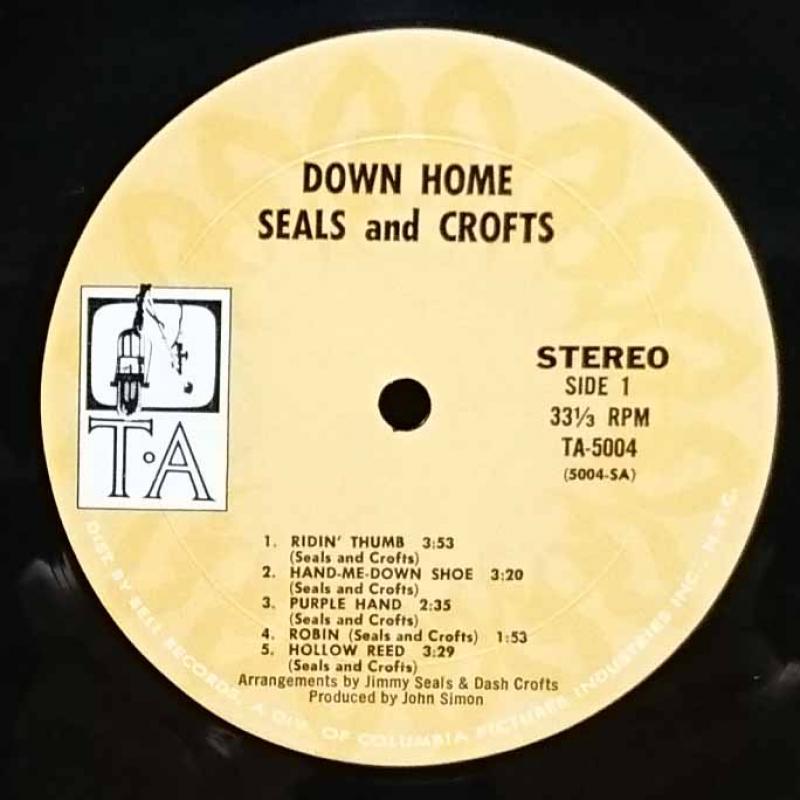 DOWN HOME
SEALS and CROFTS
T·A
STEREO
SIDE 1
33⅓ RPM
TA-5004
(5004-SA)
1. RIDIN' THUMB 3:53
(Seals and Crofts)
2. HAND-ME-DOWN SHOE 3:20
(Seals and Crofts)
3. PURPLE HAND 2:35
(Seals and Crofts)
4. ROBIN (Seals and Crofts) 1:53
5. HOLLOW REED 3:29
(Seals and Crofts)
Arrangements by Jimmy Seals & Dash Crofts
Produced by John Simon
DIST. BY BELL RECORDS, A DIV. OF COLUMBIA PICTURES INDUSTRIES INC., N.Y.C.